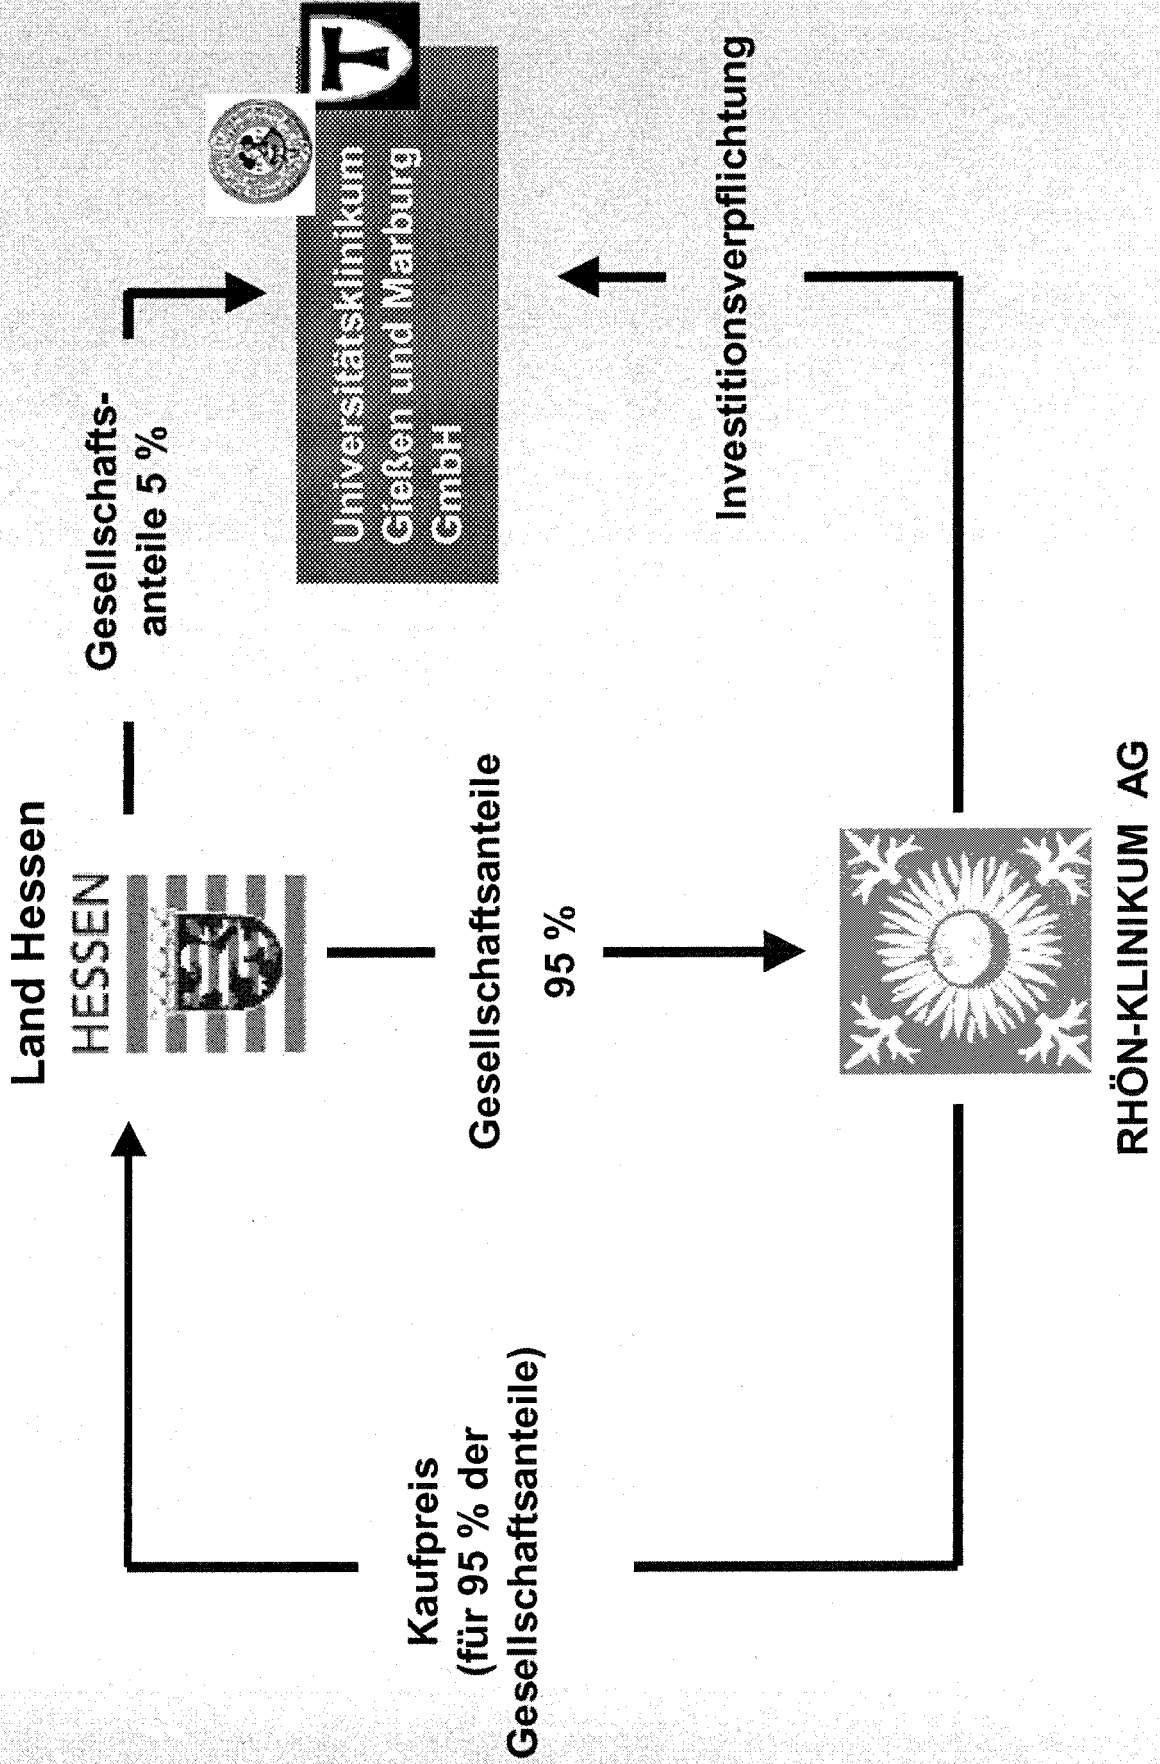 Land Hessen
HESSEN
Gesellschafts-
anteile 5 %
Universitätsklinikum
Gießen und Marburg
GmbH
Kaufpreis
(für 95 % der
Gesellschaftsanteile)
Gesellschaftsanteile
95 %
Investitionsverpflichtung
RHÖN-KLINIKUM AG